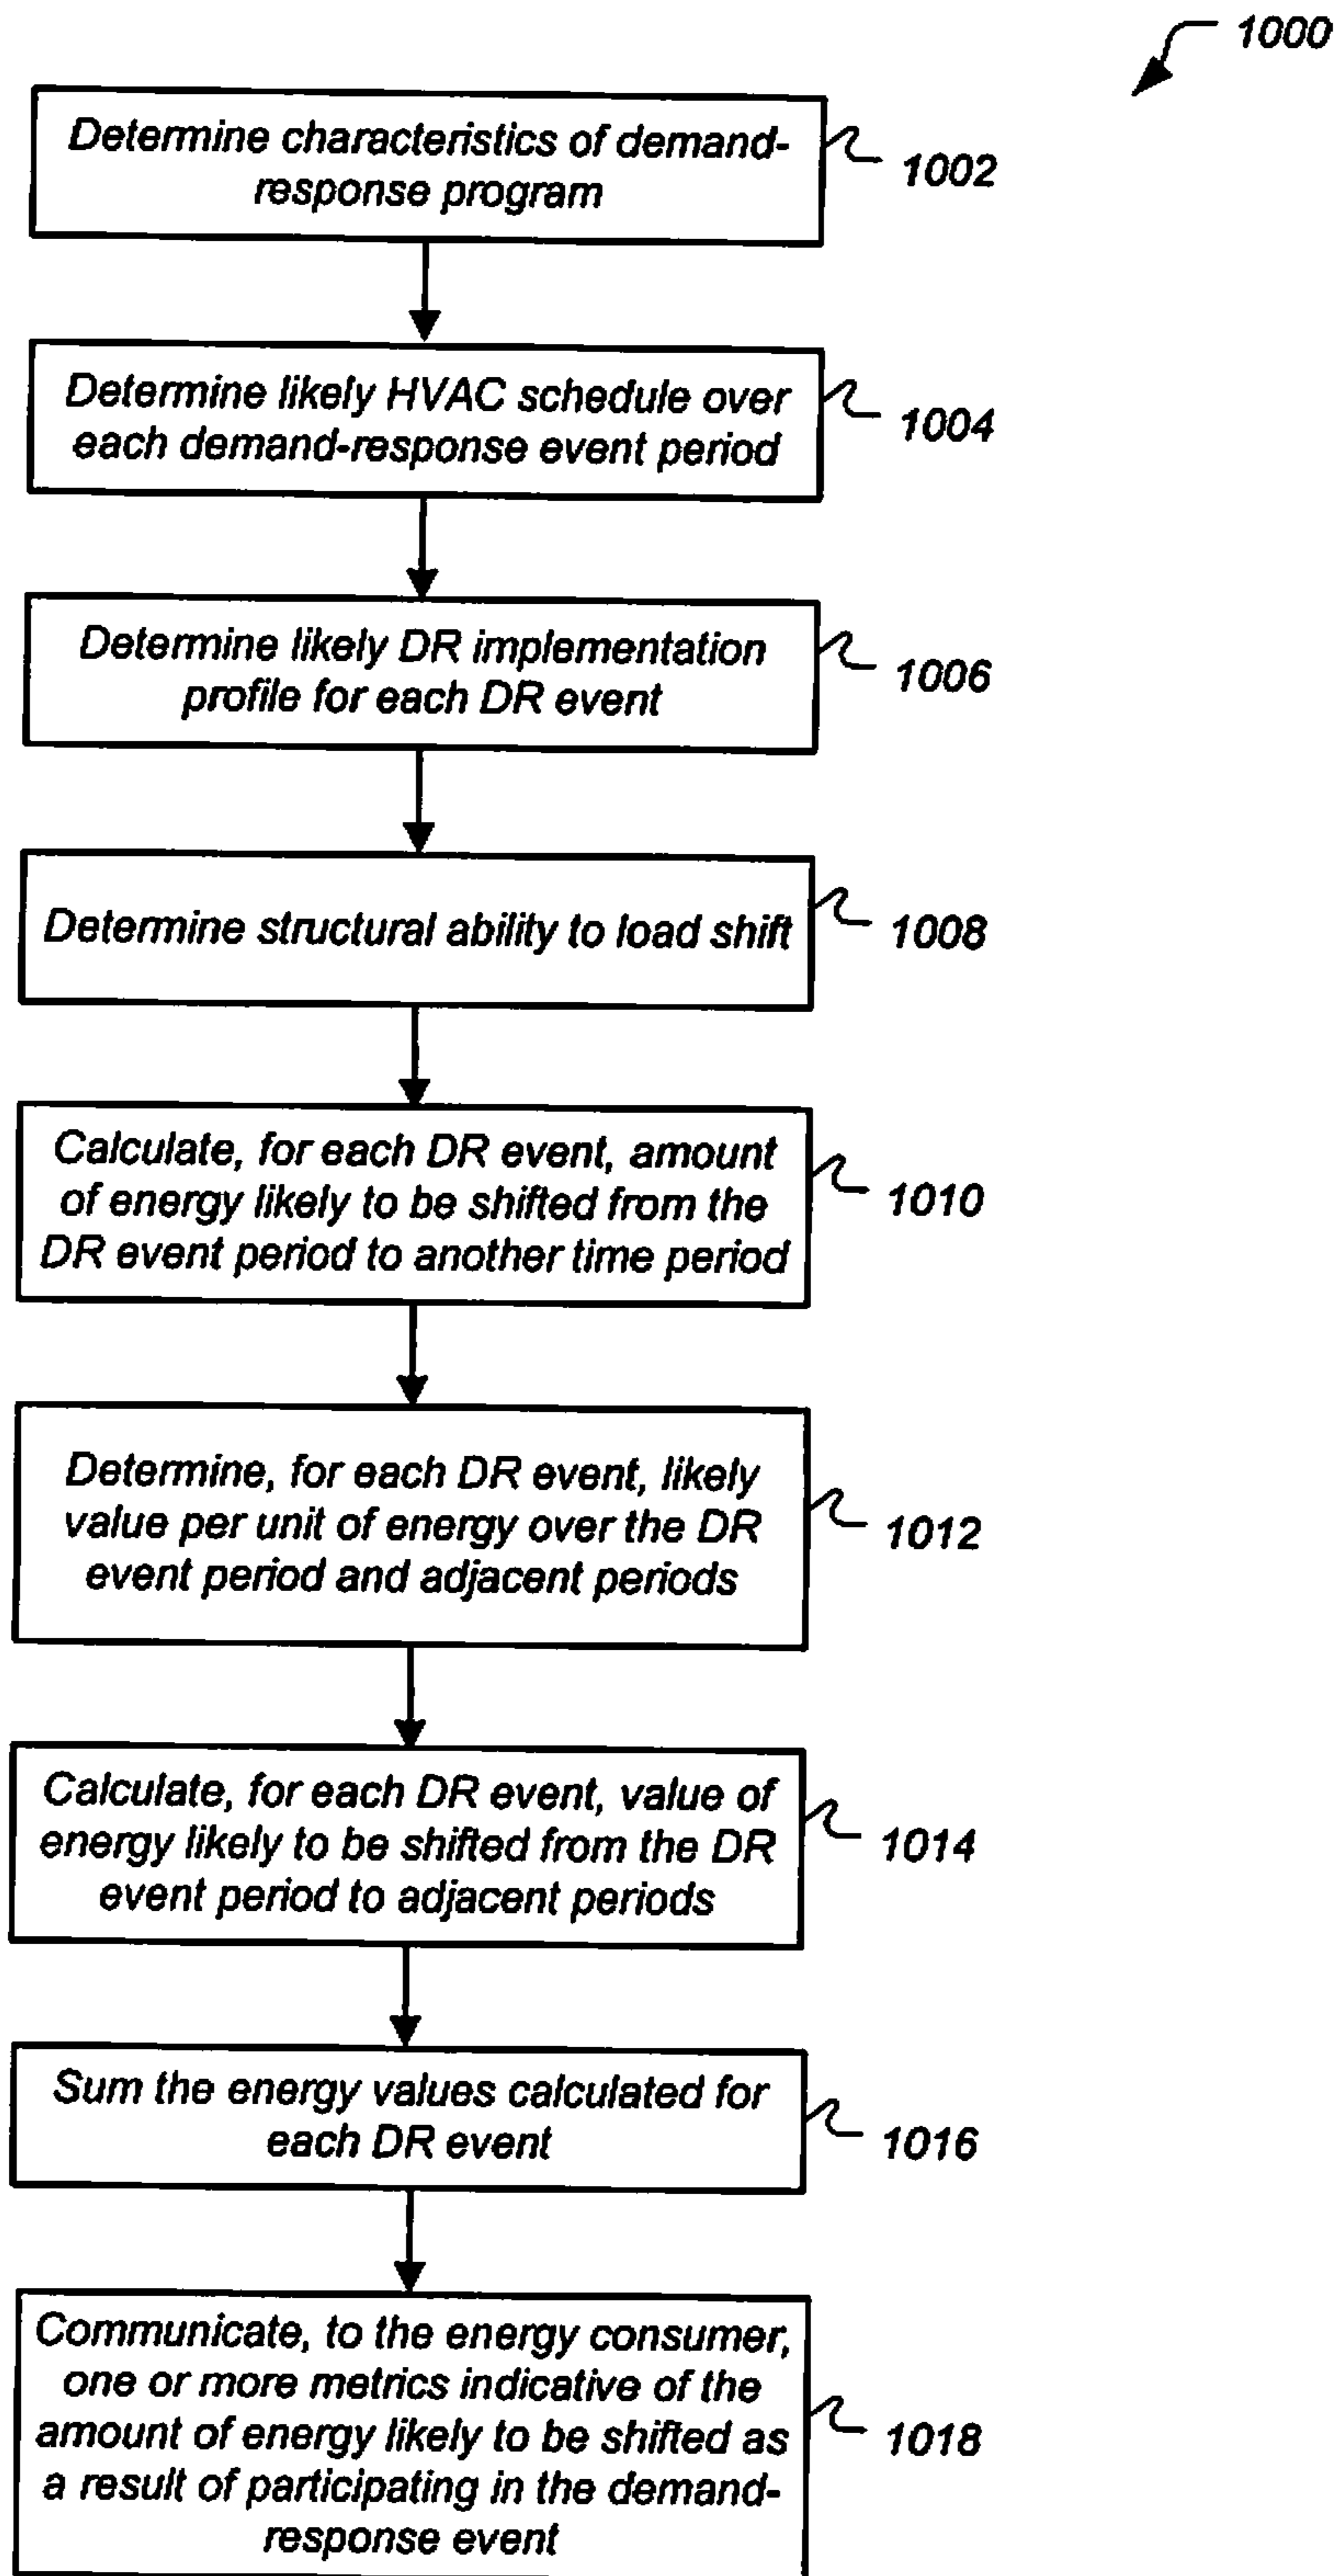 1000
Determine characteristics of demand-
response program
1002
Determine likely HVAC schedule over
each demand-response event period
1004
Determine likely DR implementation
profile for each DR event
1006
Determine structural ability to load shift
1008
Calculate, for each DR event, amount
of energy likely to be shifted from the
DR event period to another time period
1010
Determine, for each DR event, likely
value per unit of energy over the DR
event period and adjacent periods
1012
Calculate, for each DR event, value of
energy likely to be shifted from the DR
event period to adjacent periods
1014
Sum the energy values calculated for
each DR event
1016
Communicate, to the energy consumer,
one or more metrics indicative of the
amount of energy likely to be shifted as
a result of participating in the demand-
response event
1018